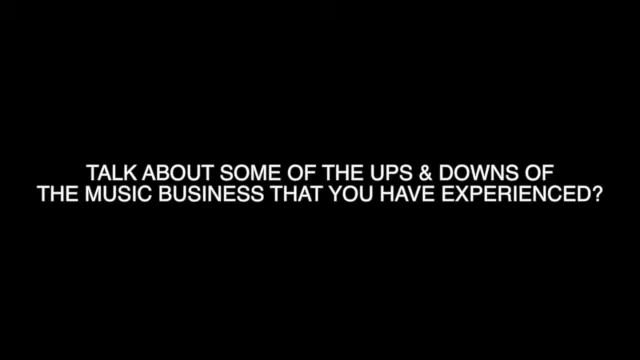 TALK ABOUT SOME OF THE UPS & DOWNS OF
THE MUSIC BUSINESS THAT YOU HAVE EXPERIENCED?